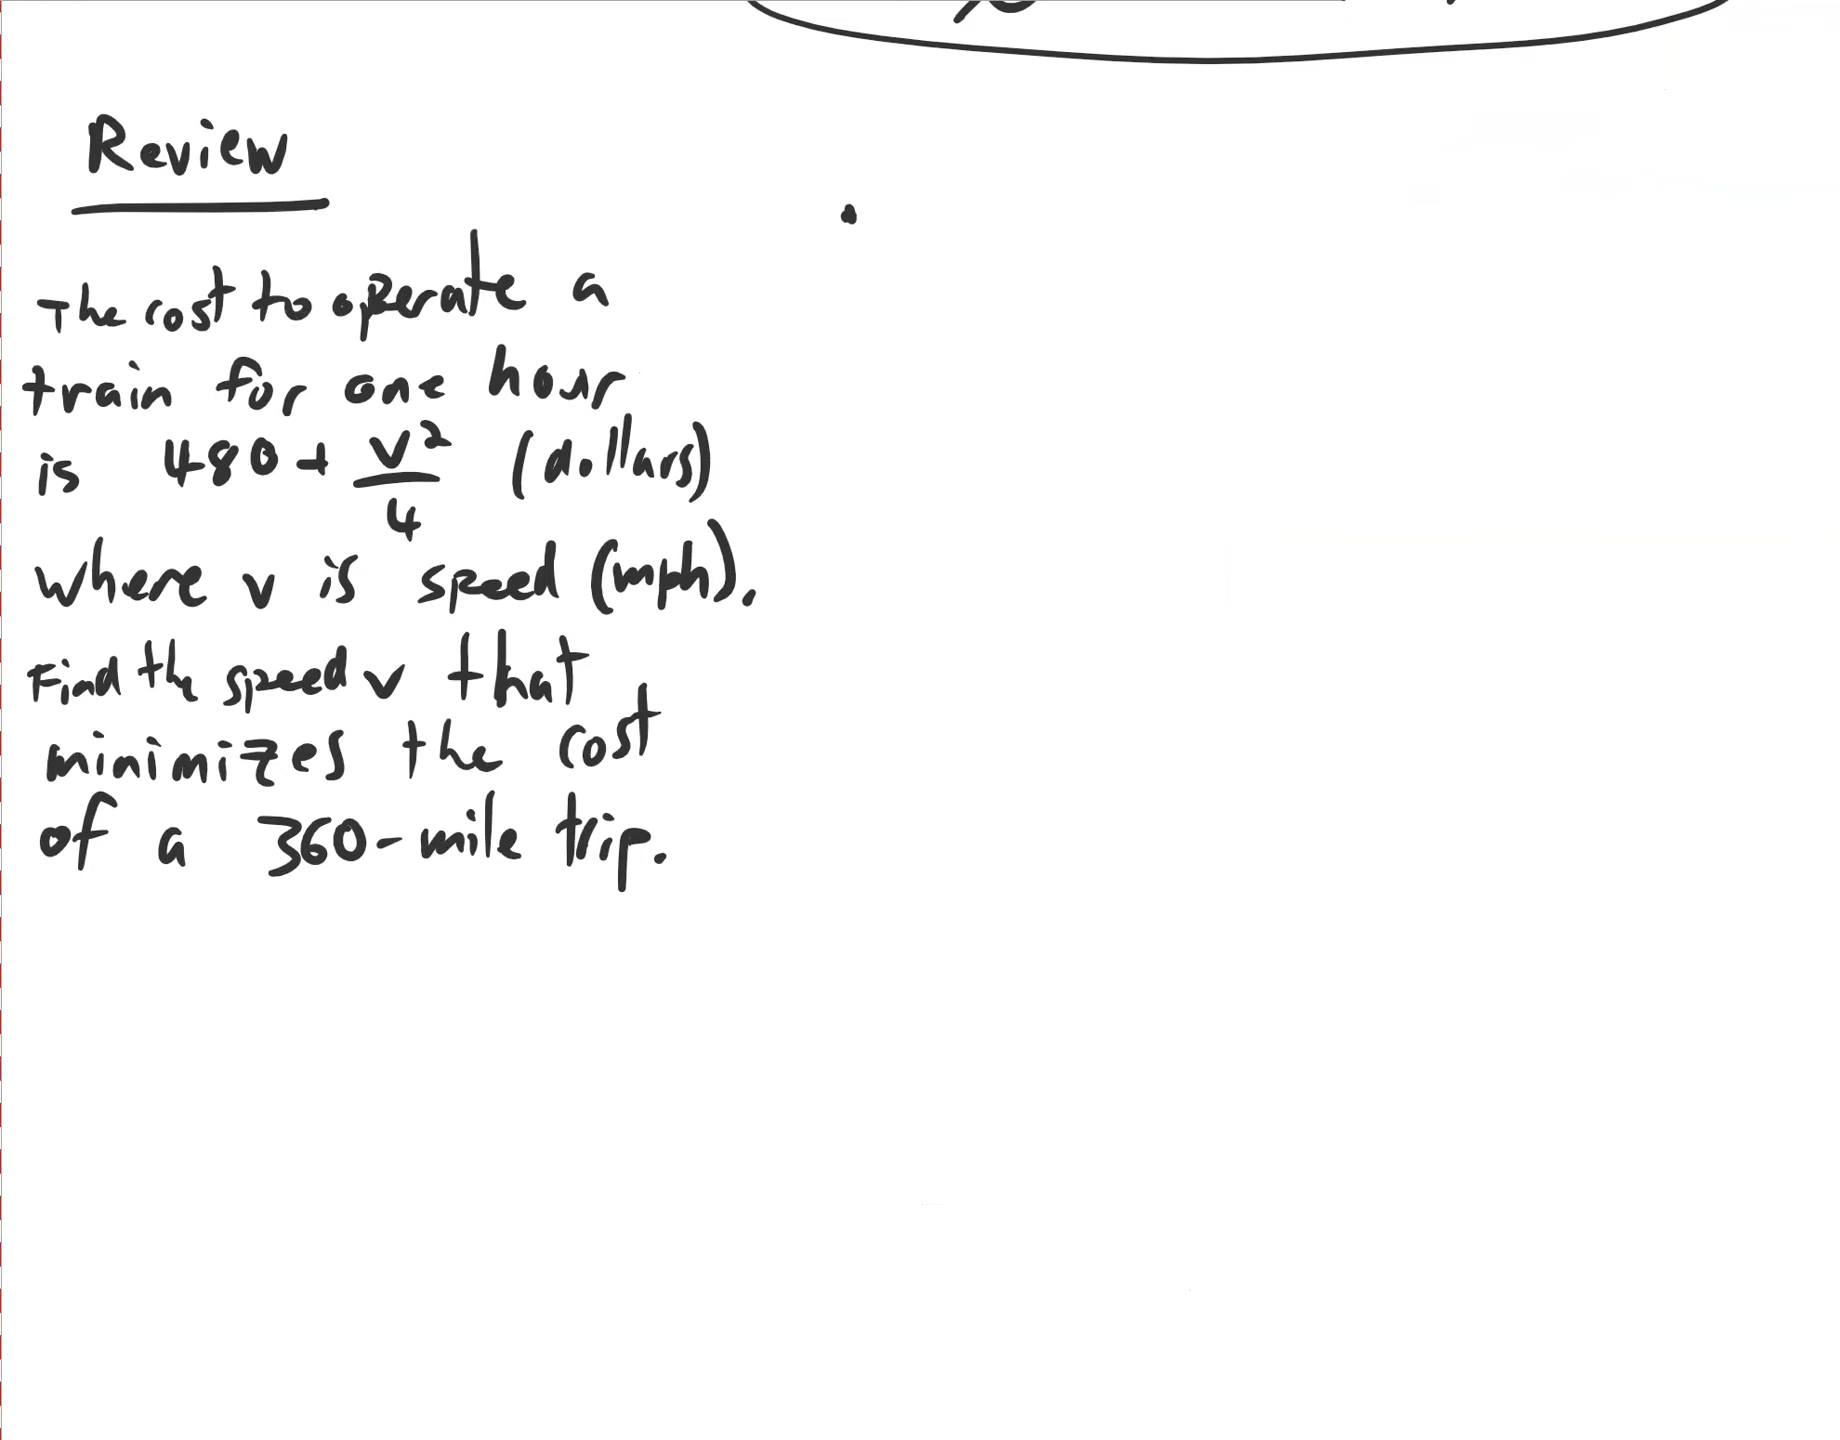 Review
The cost to operate a
train for one hour
is 480 + v²/4 (dollars)
where v is speed (mph).
Find the speed v that
minimizes the cost
of a 360-mile trip.